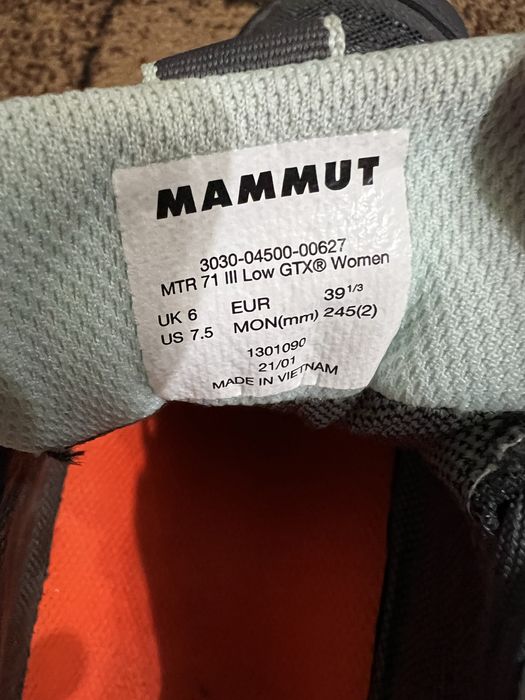 MAMMUT
3030-04500-00627
MTR 71 III Low GTX® Women
UK 6 EUR 39 1/3
US 7.5 MON(mm) 245(2)
1301090
21/01
MADE IN VIETNAM